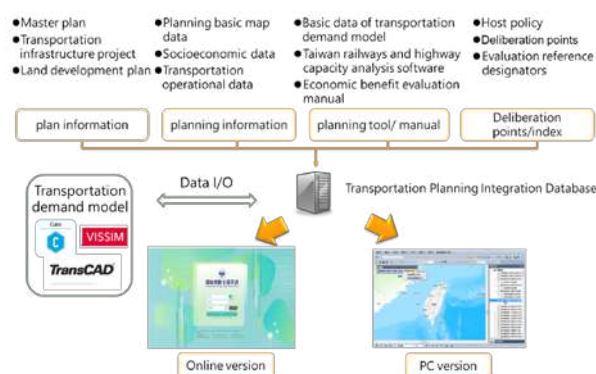 ●Master plan
●Transportation
infrastructure project
●Land development plan
●Planning basic map
data
●Socioeconomic data
●Transportation
operational data
●Basic data of transportation
demand model
●Taiwan railways and highway
capacity analysis software
●Economic benefit evaluation
manual
●Host policy
●Deliberation points
●Evaluation reference
designators
plan information
planning information
planning tool/ manual
Deliberation
points/index
Transportation
demand model
Cube
VISSIM
TransCAD
Data I/O
Transportation Planning Integration Database
Online version
PC version